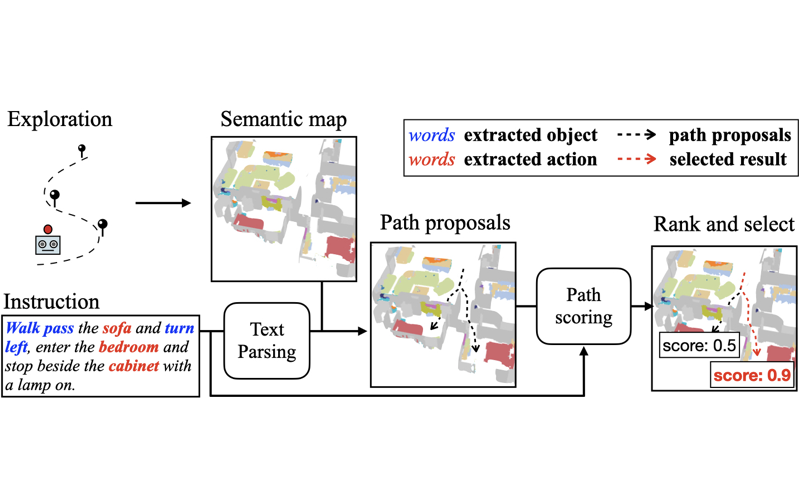 Exploration
Semantic map
words extracted object
path proposals
words extracted action
selected result
Path proposals
Rank and select
Instruction
Walk pass the sofa and turn
left, enter the bedroom and
stop beside the cabinet with
a lamp on.
Text
Parsing
Path
scoring
score: 0.5
score: 0.9